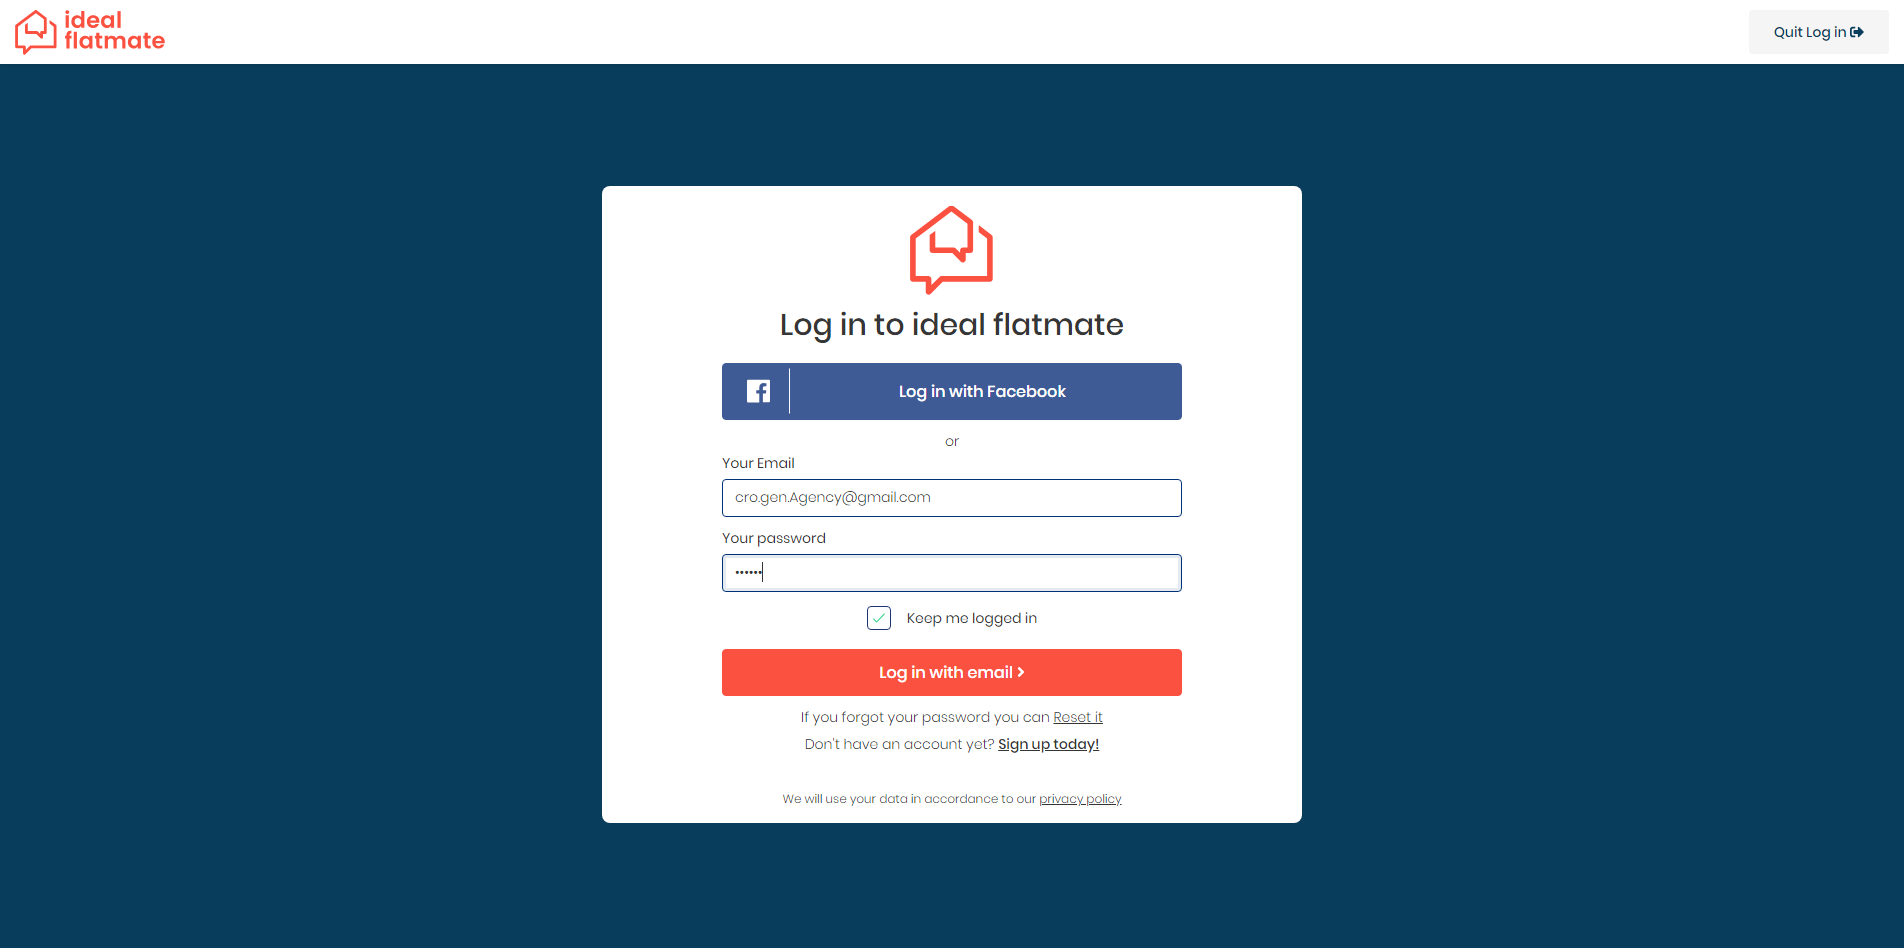 ideal
flatmate
Quit Log in
Log in to ideal flatmate
Log in with Facebook
or
Your Email
cro.gen.Agency@gmail.com
Your password
••••••
Keep me logged in
Log in with email
If you forgot your password you can Reset it
Don't have an account yet? Sign up today!
We will use your data in accordance to our privacy policy